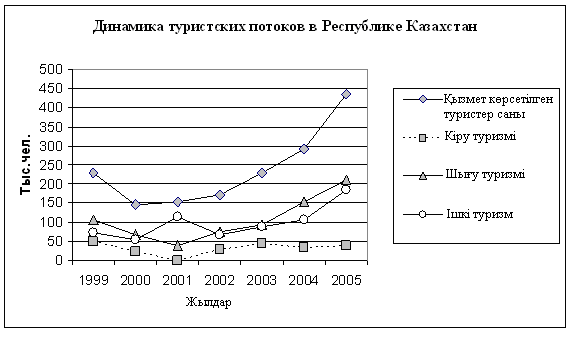 Динамика туристских потоков в Республике Казахстан
Тыс.чел.
500
450
400
350
300
250
200
150
100
50
0
1999 2000 2001 2002 2003 2004 2005
Жылдар
Қызмет көрсетілген
туристер саны
Кіру туризмі
Шығу туризмі
Ішкі туризм